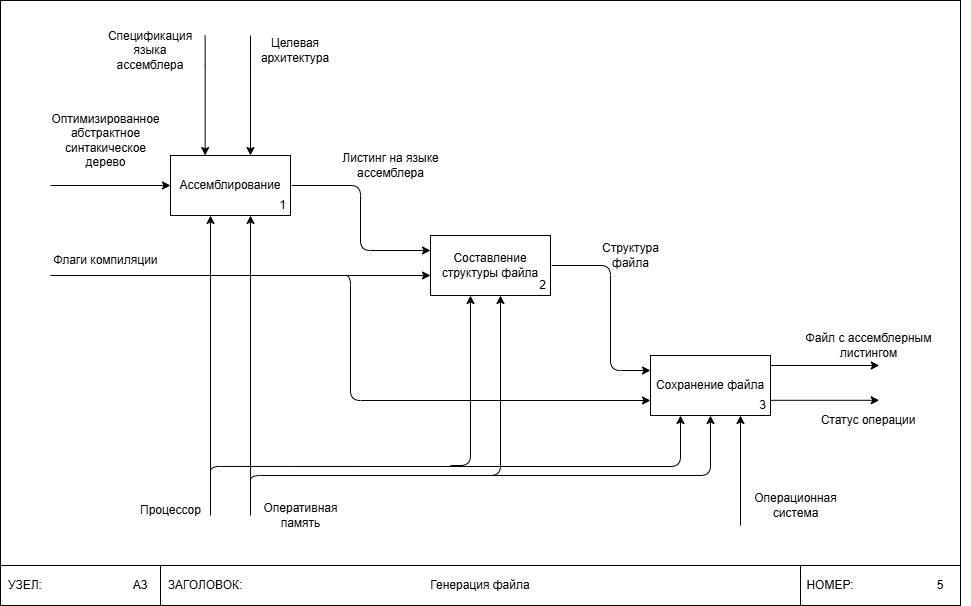 Спецификация
языка
ассемблера
Целевая
архитектура
Оптимизированное
абстрактное
синтакическое
дерево
Ассемблирование
1
Листинг на языке
ассемблера
Флаги компиляции
Составление
структуры файла
2
Структура
файла
Файл с ассемблерным
листингом
Сохранение файла
3
Статус операции
Процессор
Оперативная
память
Операционная
система
УЗЕЛ: А3 ЗАГОЛОВОК: Генерация файла НОМЕР: 5